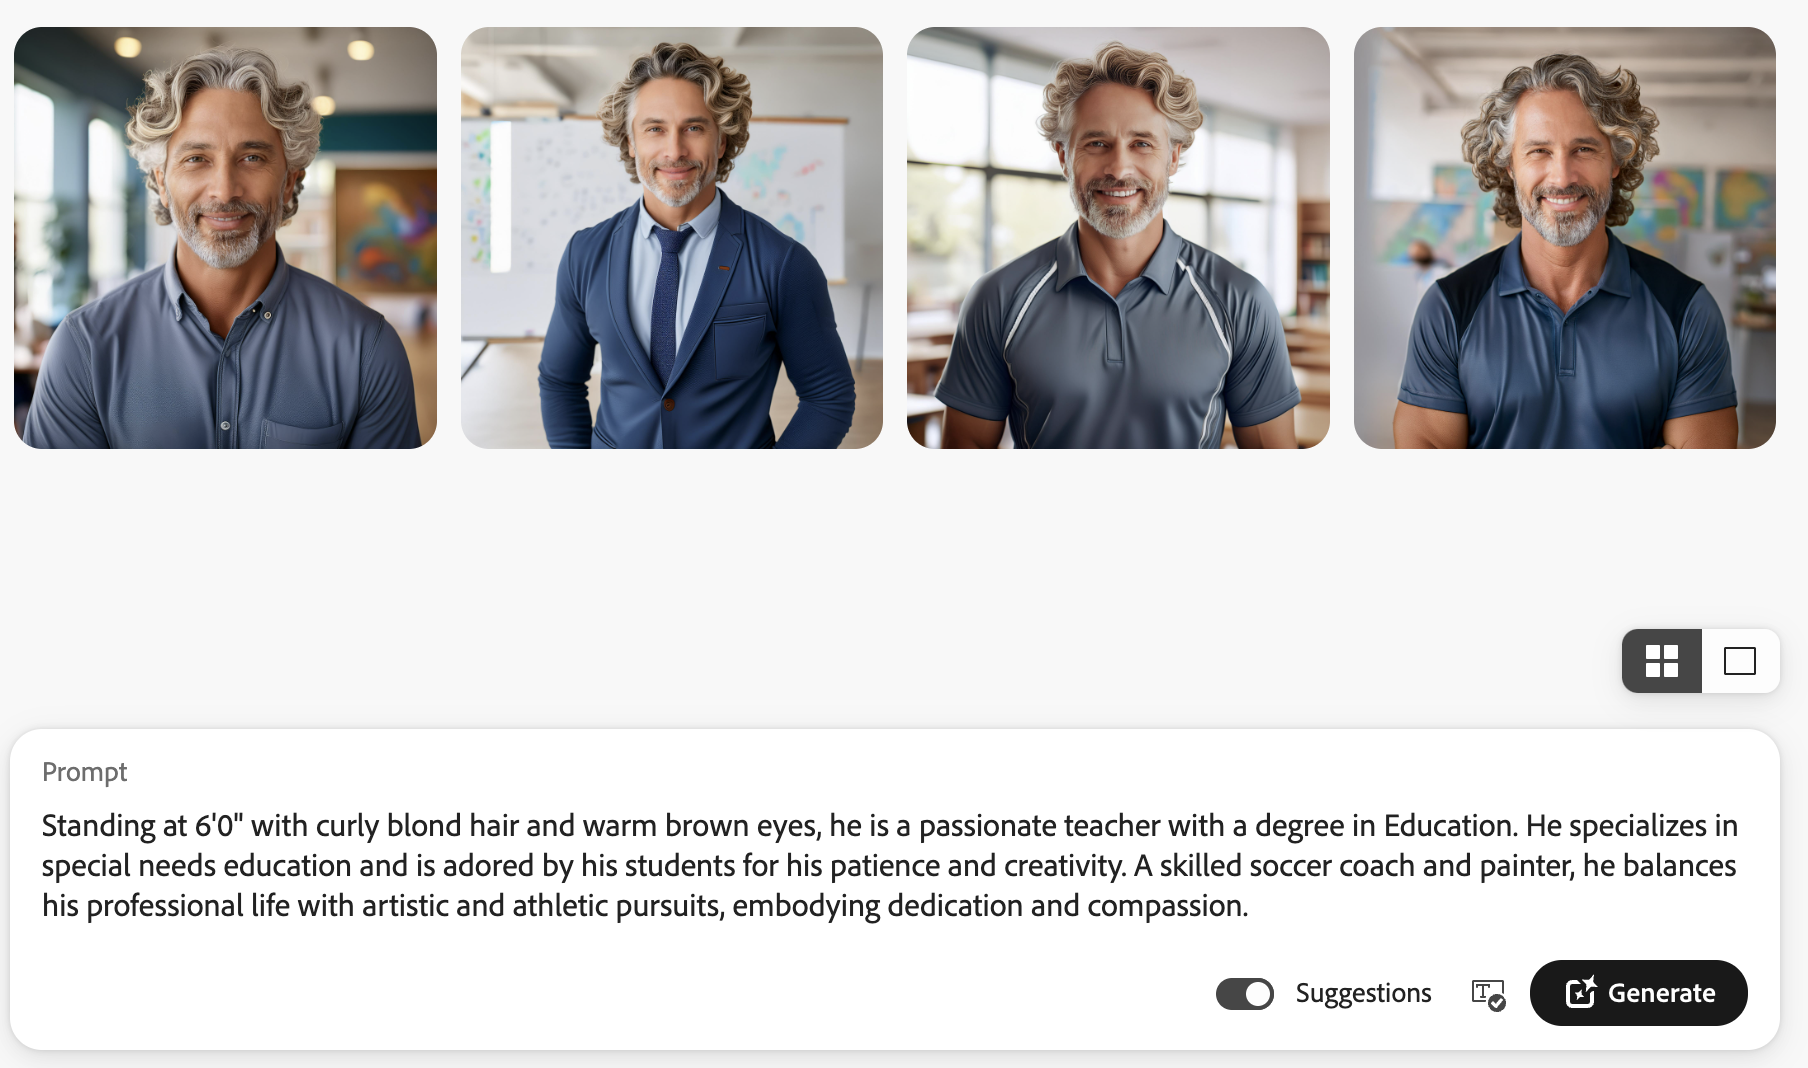 Prompt
Standing at 6'0" with curly blond hair and warm brown eyes, he is a passionate teacher with a degree in Education. He specializes in
special needs education and is adored by his students for his patience and creativity. A skilled soccer coach and painter, he balances
his professional life with artistic and athletic pursuits, embodying dedication and compassion.
Suggestions
Generate